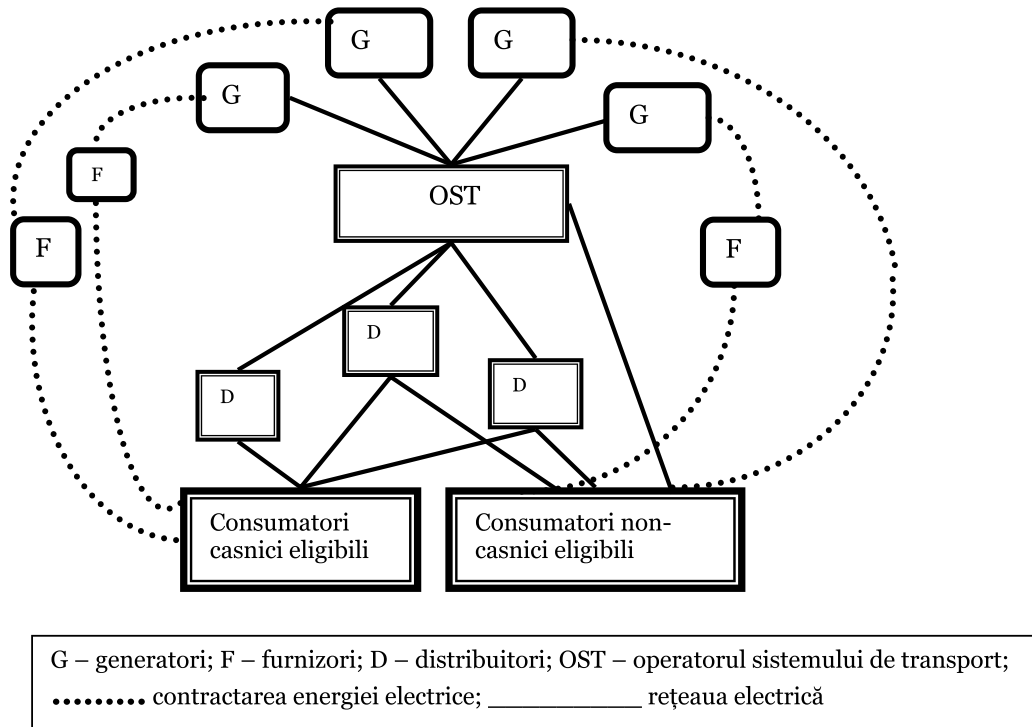 G
G
G
G
F
OST
F
F
D
D
D
Consumatori
casnici eligibili
Consumatori non-
casnici eligibili
G – generatori; F – furnizori; D – distribuitori; OST – operatorul sistemului de transport;
contractarea energiei electrice; ____________ rețeaua electrică